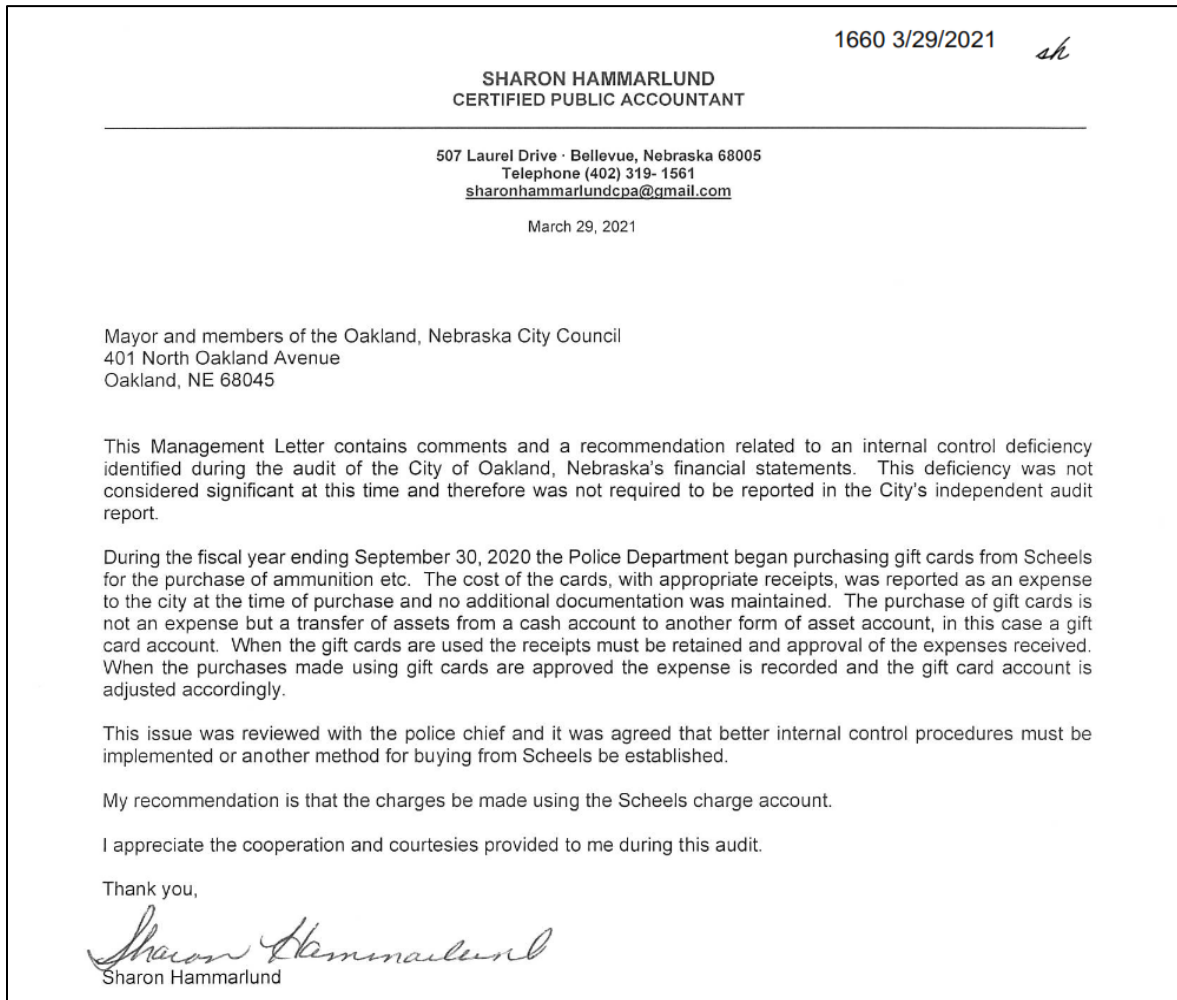 1660 3/29/2021 sh
SHARON HAMMARLUND
CERTIFIED PUBLIC ACCOUNTANT
507 Laurel Drive · Bellevue, Nebraska 68005
Telephone (402) 319- 1561
sharonhammarlundcpa@gmail.com
March 29, 2021
Mayor and members of the Oakland, Nebraska City Council
401 North Oakland Avenue
Oakland, NE 68045
This Management Letter contains comments and a recommendation related to an internal control deficiency
identified during the audit of the City of Oakland, Nebraska's financial statements. This deficiency was not
considered significant at this time and therefore was not required to be reported in the City's independent audit
report.
During the fiscal year ending September 30, 2020 the Police Department began purchasing gift cards from Scheels
for the purchase of ammunition etc. The cost of the cards, with appropriate receipts, was reported as an expense
to the city at the time of purchase and no additional documentation was maintained. The purchase of gift cards is
not an expense but a transfer of assets from a cash account to another form of asset account, in this case a gift
card account. When the gift cards are used the receipts must be retained and approval of the expenses received.
When the purchases made using gift cards are approved the expense is recorded and the gift card account is
adjusted accordingly.
This issue was reviewed with the police chief and it was agreed that better internal control procedures must be
implemented or another method for buying from Scheels be established.
My recommendation is that the charges be made using the Scheels charge account.
I appreciate the cooperation and courtesies provided to me during this audit.
Thank you,
Sharon Hammarlund
Sharon Hammarlund